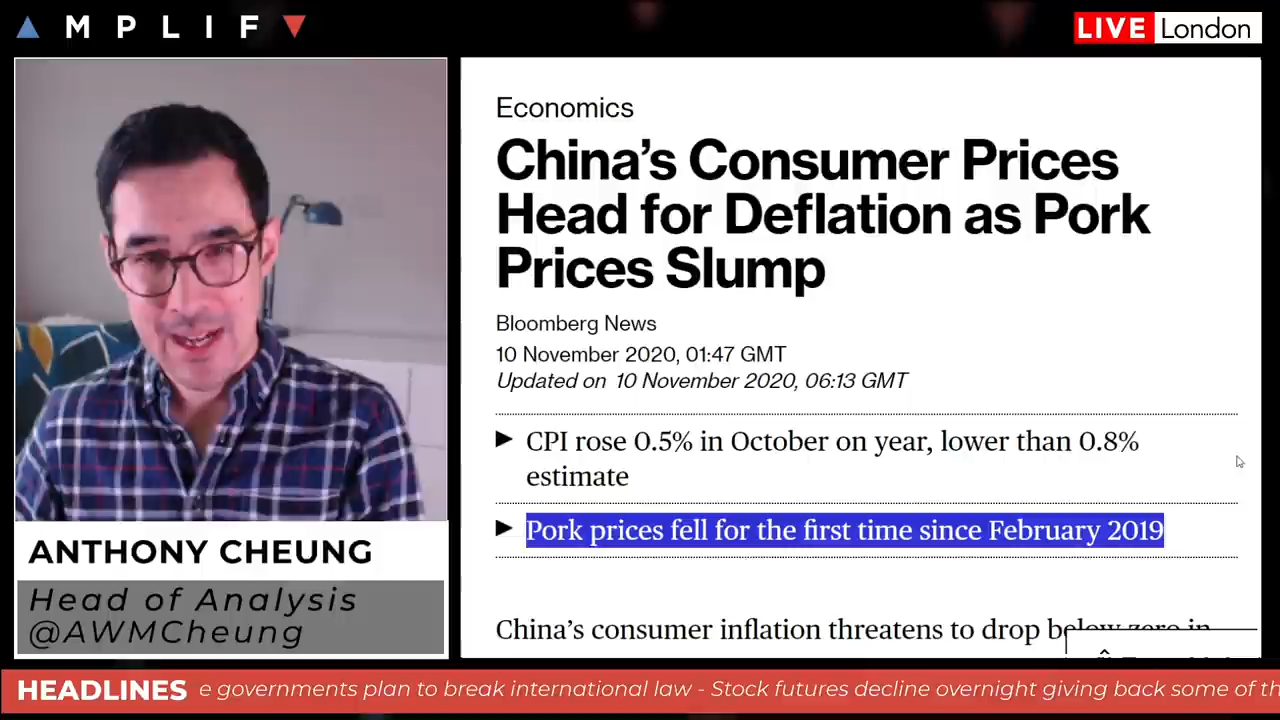 MPLIF
LIVE London
Economics
China's Consumer Prices
Head for Deflation as Pork
Prices Slump
Bloomberg News
10 November 2020, 01:47 GMT
Updated on 10 November 2020, 06:13 GMT
CPI rose 0.5% in October on year, lower than 0.8%
estimate
Pork prices fell for the first time since February 2019
China's consumer inflation threatens to drop below zero in
ANTHONY CHEUNG
Head of Analysis
@AWMCheung
HEADLINES e governments plan to break international law - Stock futures decline overnight giving back some of th